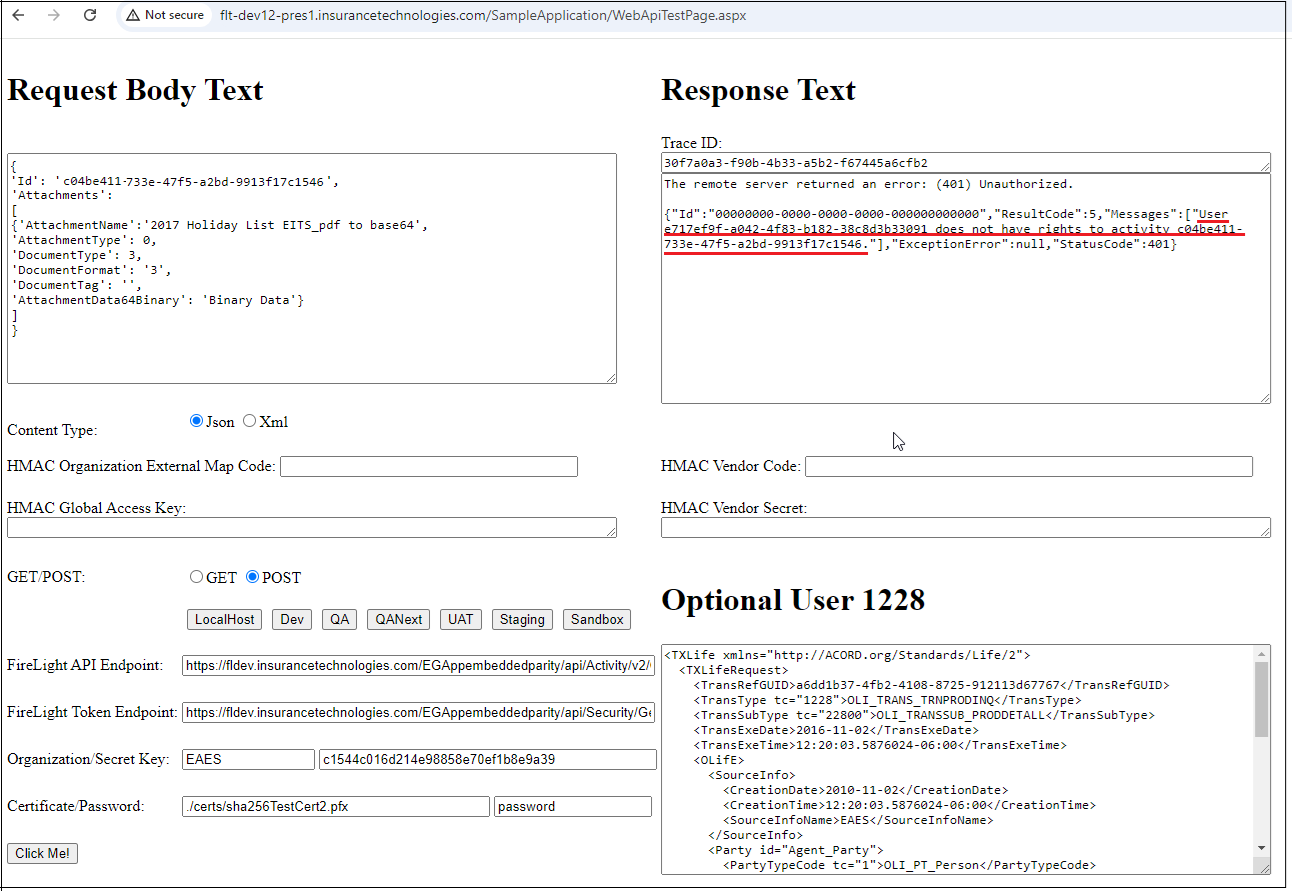 Not secure flt-dev12-pres1.insurancetechnologies.com/SampleApplication/WebApiTestPage.aspx
Request Body Text
{
'Id': 'c04be411-733e-47f5-a2bd-9913f17c1546',
'Attachments':
[
{'AttachmentName':'2017 Holiday List EITS_pdf to base64',
'AttachmentType': 0,
'DocumentType': 3,
'DocumentFormat': '3',
'DocumentTag': '',
'AttachmentData64Binary': 'Binary Data'}
]
}
Response Text
Trace ID:
30f7a0a3-f90b-4b33-a5b2-f67445a6cfb2
The remote server returned an error: (401) Unauthorized.
{"Id":"00000000-0000-0000-0000-000000000000","ResultCode":5,"Messages":["User
e717ef9f-a042-4f83-b182-38c8d3b33091 does not have rights to activity c04be411-
733e-47f5-a2bd-9913f17c1546."],"ExceptionError":null,"StatusCode":401}
Content Type: Json Xml
HMAC Organization External Map Code:
HMAC Vendor Code:
HMAC Global Access Key:
HMAC Vendor Secret:
GET/POST: GET POST
LocalHost Dev QA QANext UAT Staging Sandbox
FireLight API Endpoint: https://fldev.insurancetechnologies.com/EGAppembeddedparity/api/Activity/v2/
FireLight Token Endpoint: https://fldev.insurancetechnologies.com/EGAppembeddedparity/api/Security/Ge
Organization/Secret Key: EAES c1544c016d214e98858e70ef1b8e9a39
Certificate/Password: ./certs/sha256TestCert2.pfx password
Click Me!
Optional User 1228
<TXLife xmlns="http://ACORD.org/Standards/Life/2">
<TXLifeRequest>
<TransRefGUID>a6dd1b37-4fb2-4108-8725-912113d67767</TransRefGUID>
<TransType tc="1228">OLI_TRANS_TRNPRODINQ</TransType>
<TransSubType tc="22800">OLI_TRANSSUB_PRODDETALL</TransSubType>
<TransExeDate>2016-11-02</TransExeDate>
<TransExeTime>12:20:03.5876024-06:00</TransExeTime>
<OLifE>
<SourceInfo>
<CreationDate>2010-11-02</CreationDate>
<CreationTime>12:20:03.5876024-06:00</CreationTime>
<SourceInfoName>EAES</SourceInfoName>
</SourceInfo>
<Party id="Agent_Party">
<PartyTypeCode tc="1">OLI_PT_Person</PartyTypeCode>